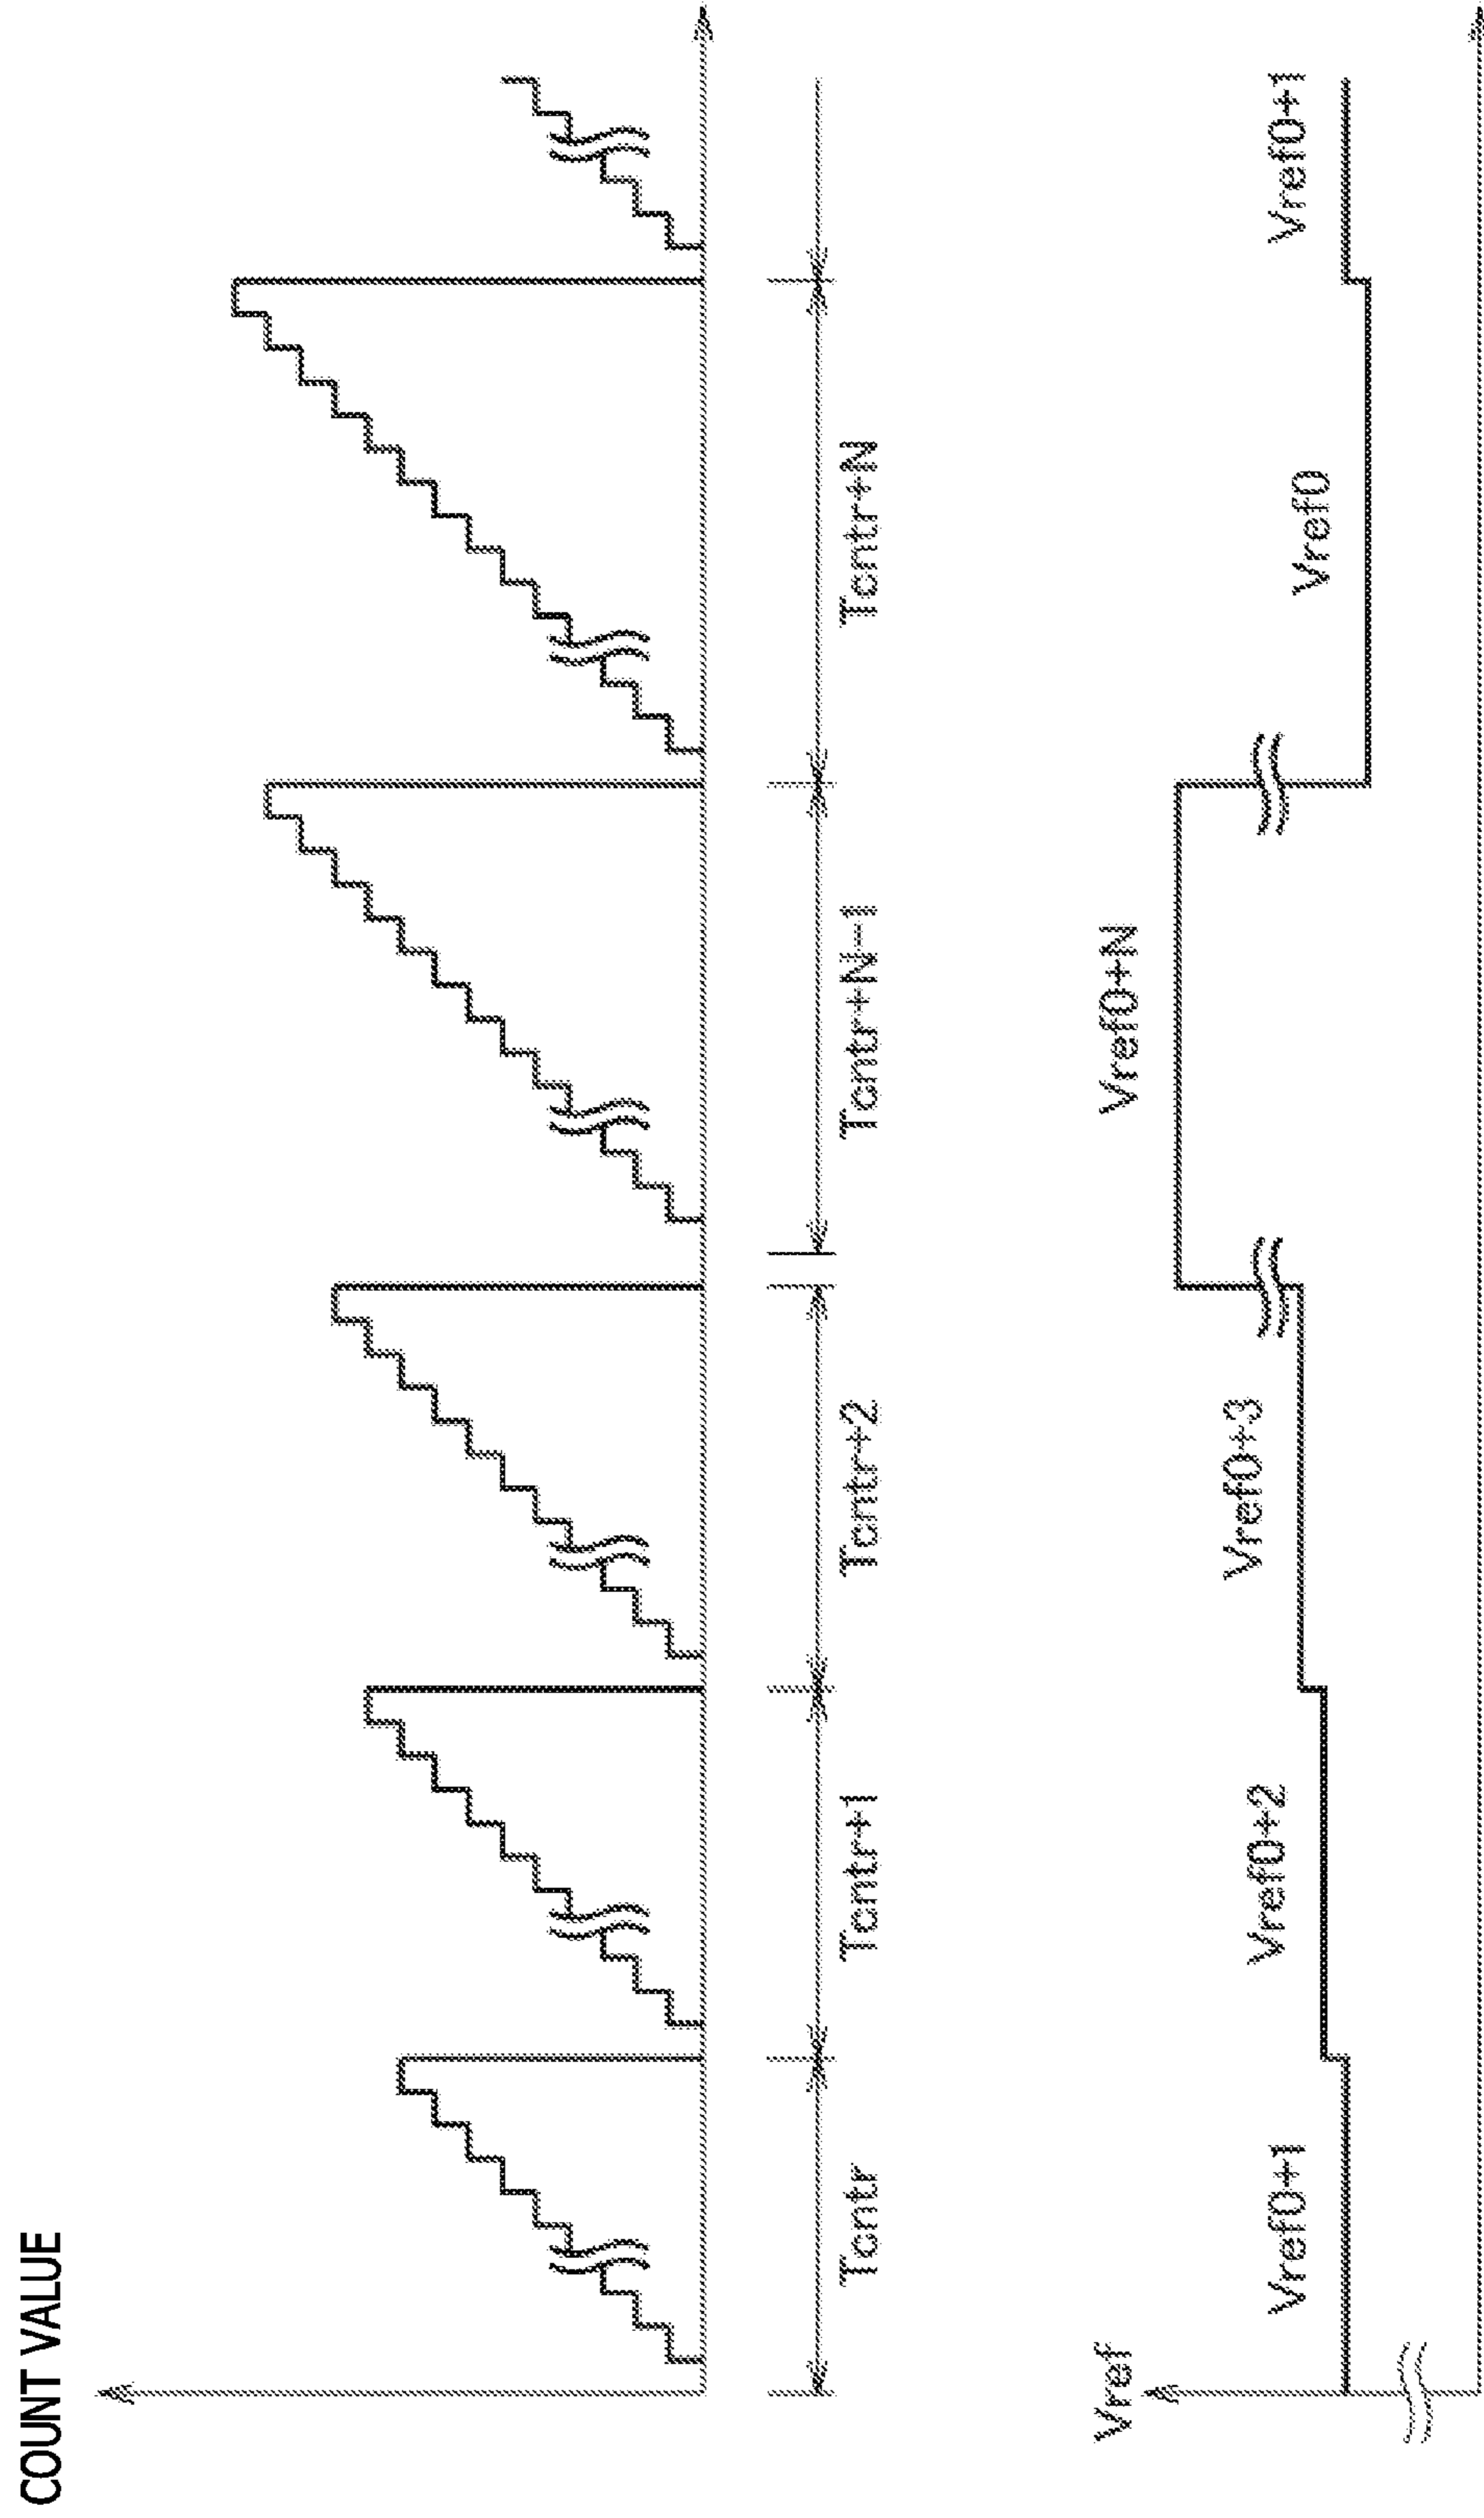 COUNT VALUE
Tcntr
Tcntr+1
Tcntr+2
Tcntr+N-1
Tcntr+N
Vref
Vref0+1
Vref0+2
Vref0+3
Vref0+N
Vref0
Vref0+1